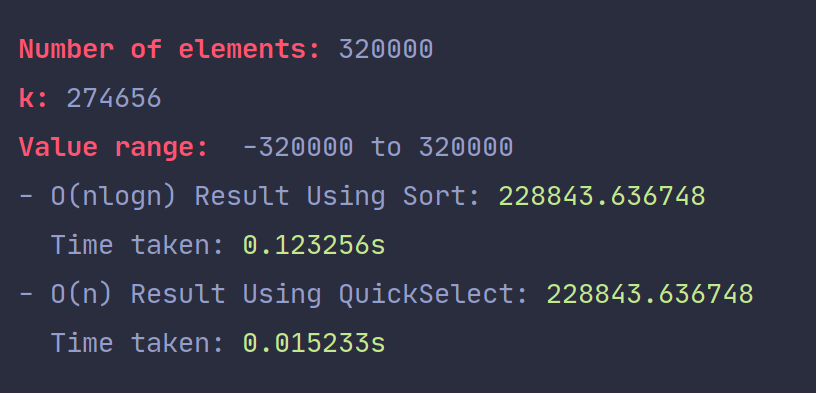 Number of elements: 320000
k: 274656
Value range:  -320000 to 320000
- O(nlogn) Result Using Sort: 228843.636748
  Time taken: 0.123256s
- O(n) Result Using QuickSelect: 228843.636748
  Time taken: 0.015233s